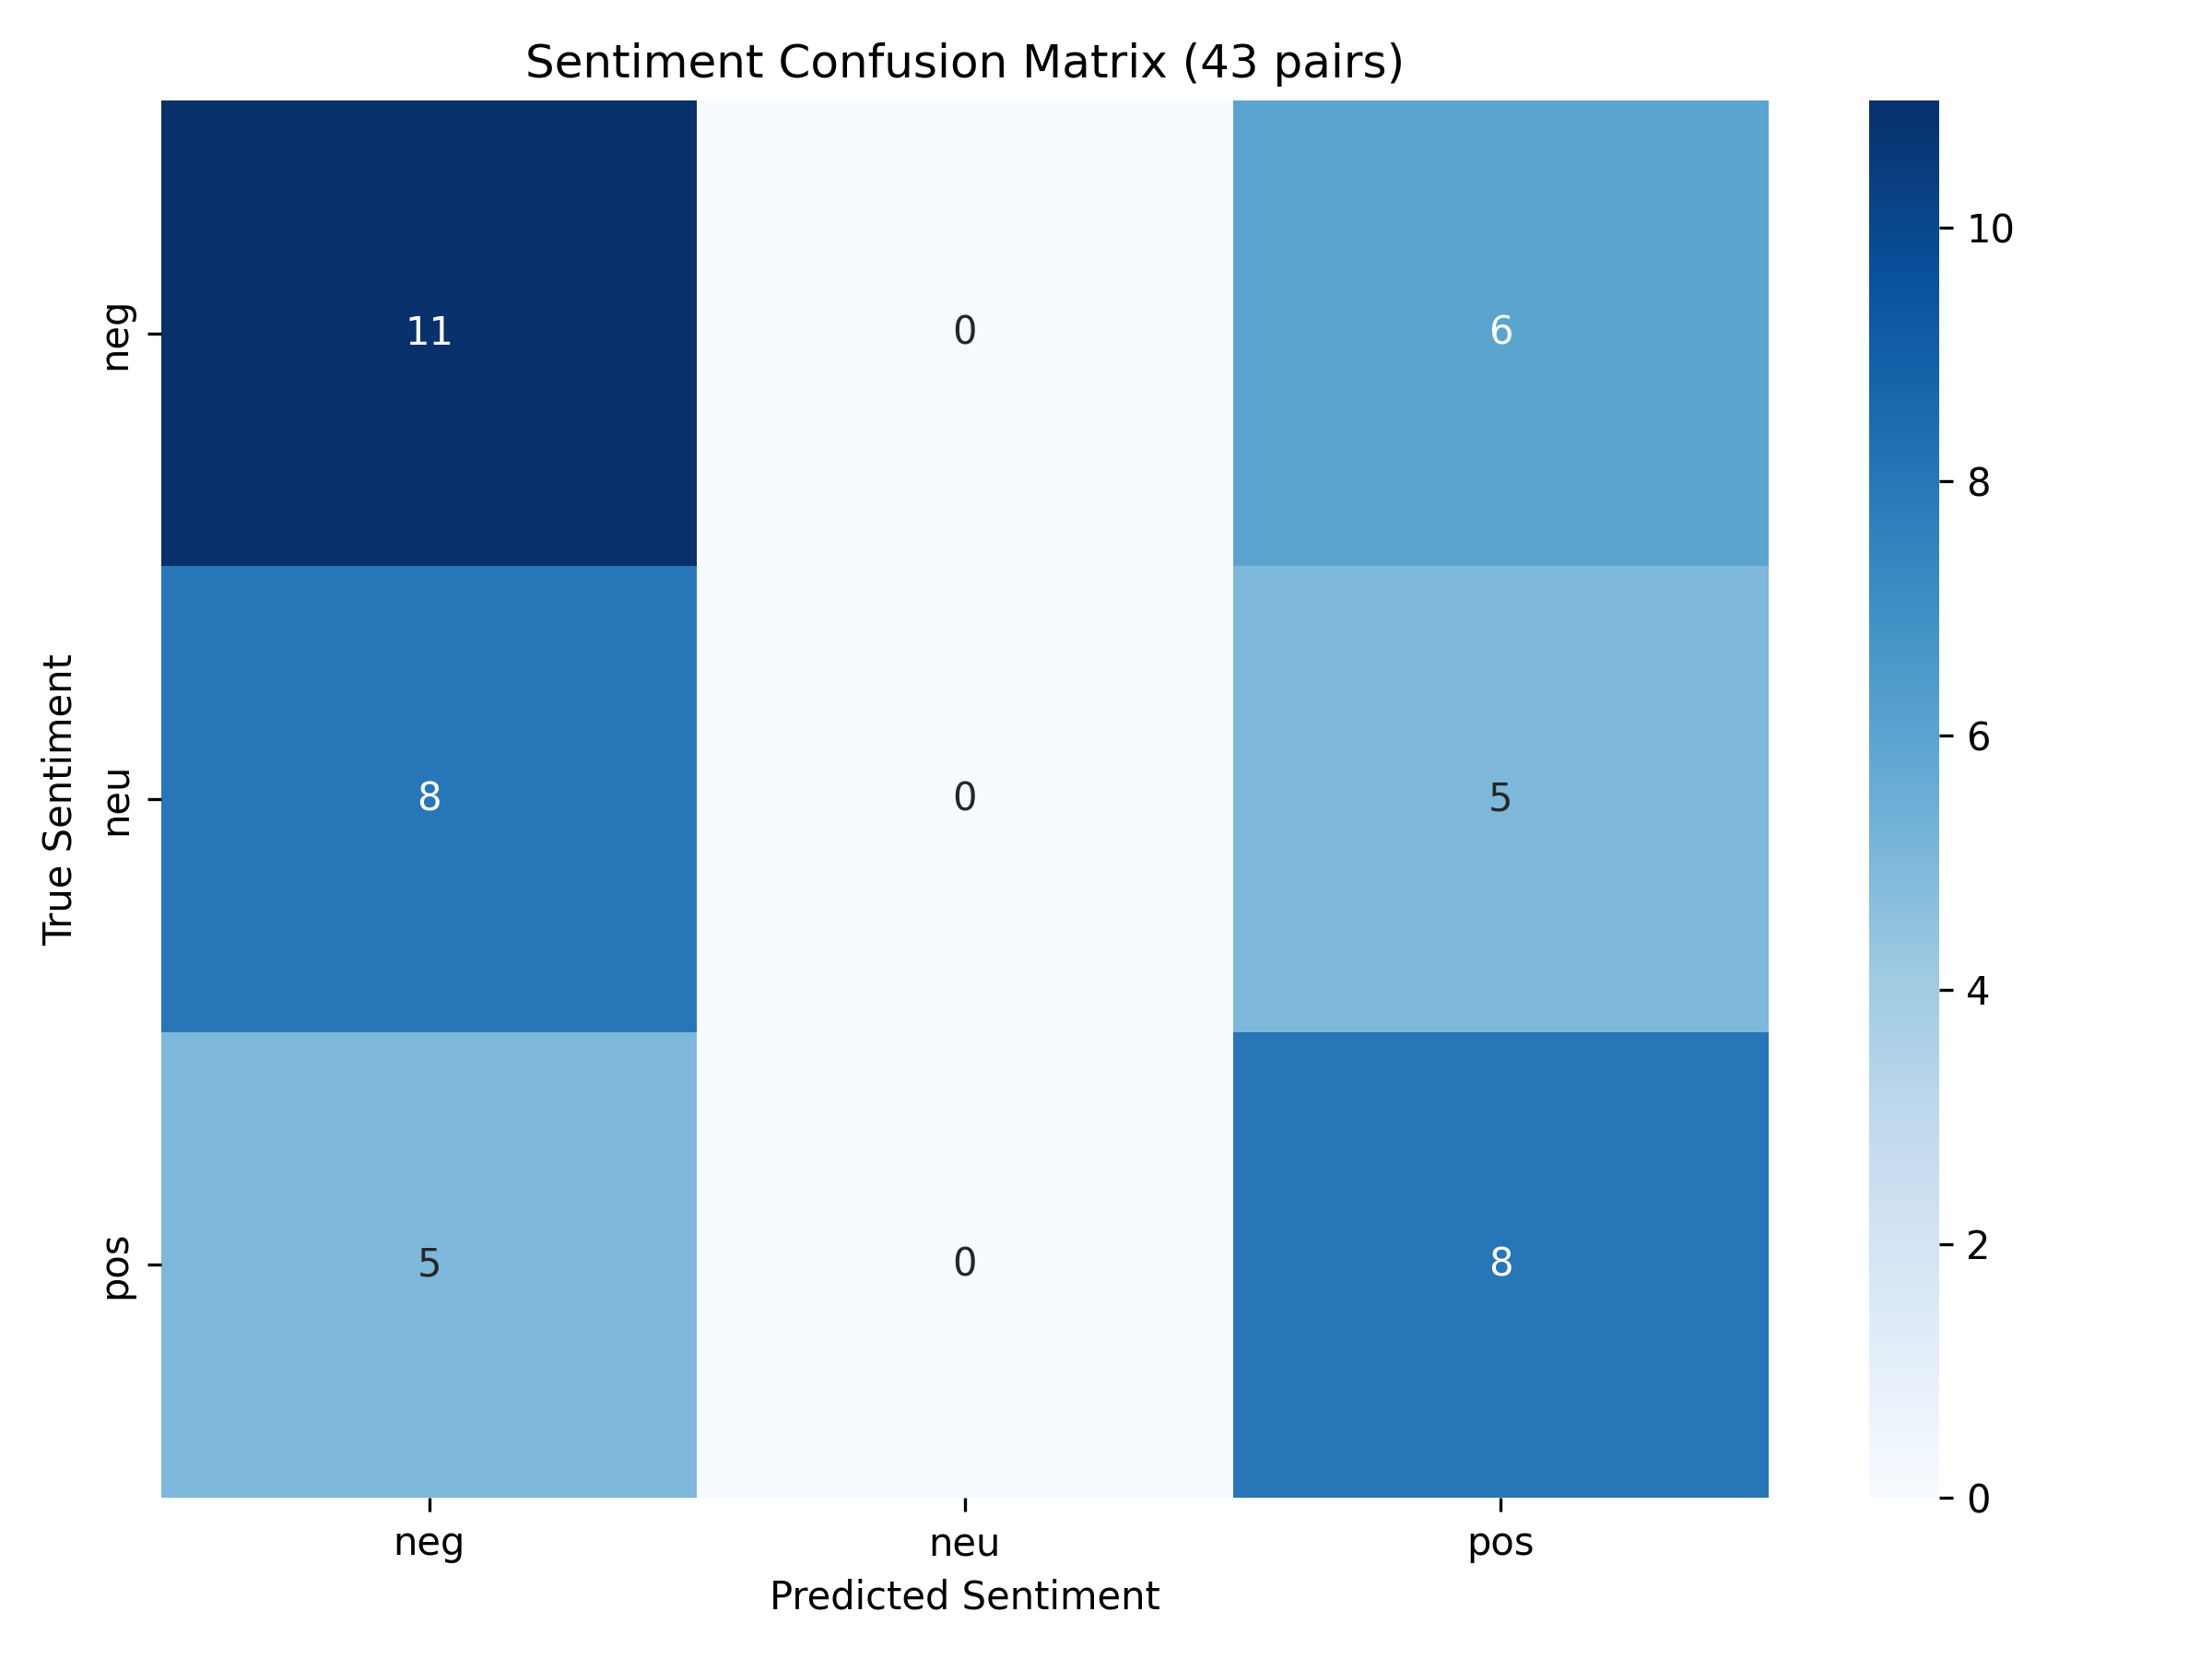 Sentiment Confusion Matrix (43 pairs)
True Sentiment
neg
11
0
6
neu
8
0
5
pos
5
0
8
neg
neu
pos
Predicted Sentiment
10
8
6
4
2
0